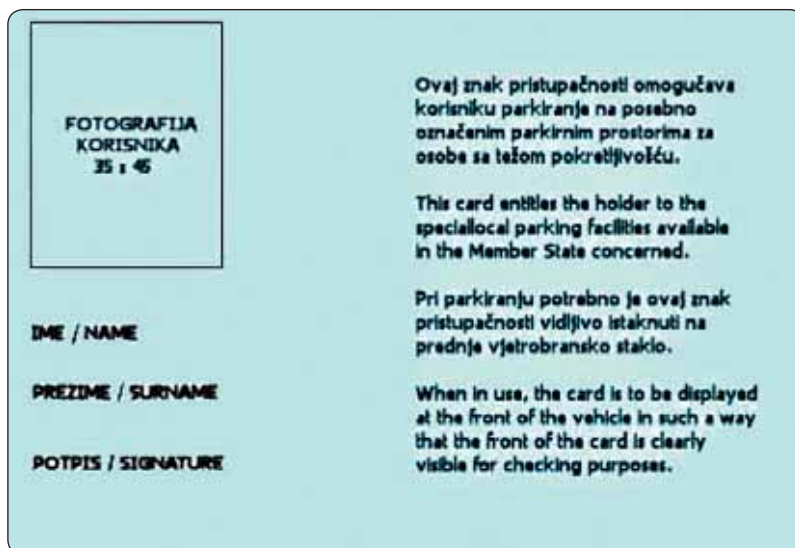 FOTOGRAFIJA
KORISNIKA
35 x 45
IME / NAME
PREZIME / SURNAME
POTPIS / SIGNATURE
Ovaj znak pristupačnosti omogučava
korisniku parkiranje na posebno
označenim parkirnim prostorima za
osobe sa težom pokretljivošću.
This card entitles the holder to the
speciallocal parking facilities available
in the Member State concerned.
Pri parkiranju potrebno je ovaj znak
pristupačnosti vidljivo istaknuti na
prednje vjetrobransko staklo.
When in use, the card is to be displayed
at the front of the vehicle in such a way
that the front of the card is clearly
visible for checking purposes.